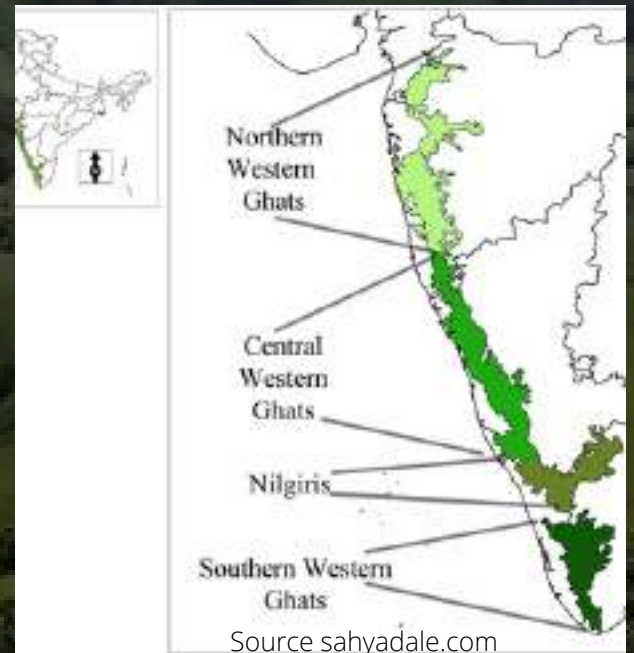 Northern
Western
Ghats
Central
Western
Ghats
Nilgiris
Southern Western
Ghats
Source sahyadale.com